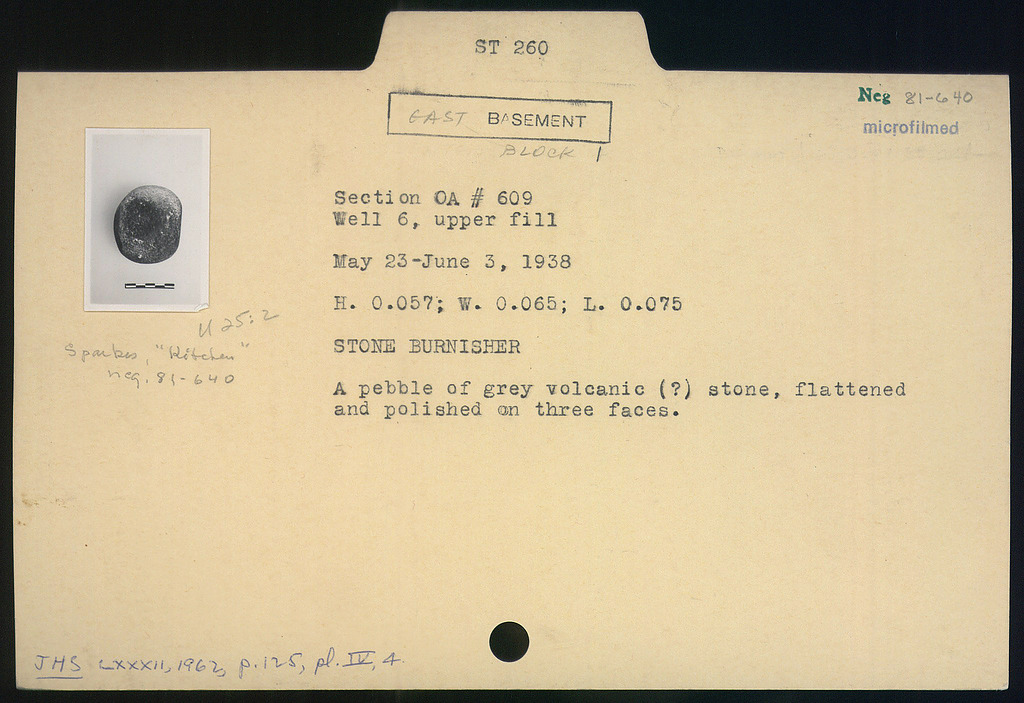 ST 260
EAST BASEMENT
BLOCK 1
Neg 81-640
microfilmed
Section OA # 609
Well 6, upper fill
May 23-June 3, 1938
H. 0.057; W. 0.065; L. 0.075
STONE BURNISHER
A pebble of grey volcanic (?) stone, flattened
and polished on three faces.
25:2
Sparkes, "Kitchen"
neg. 81-640
JHS LXXXII, 1962, p.125, pl. IV, 4.